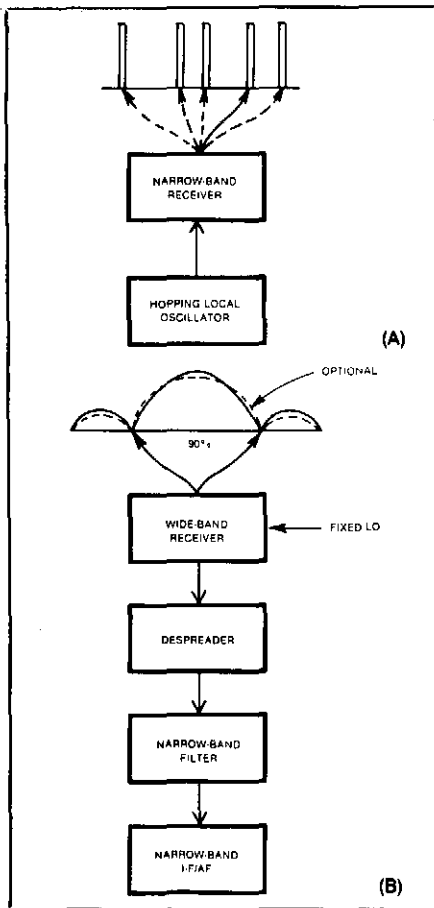 NARROW-BAND
RECEIVER
HOPPING LOCAL
OSCILLATOR
(A)
OPTIONAL
90%
WIDE-BAND
RECEIVER
FIXED LO
DESPREADER
NARROW-BAND
FILTER
NARROW-BAND
I-F/AF
(B)